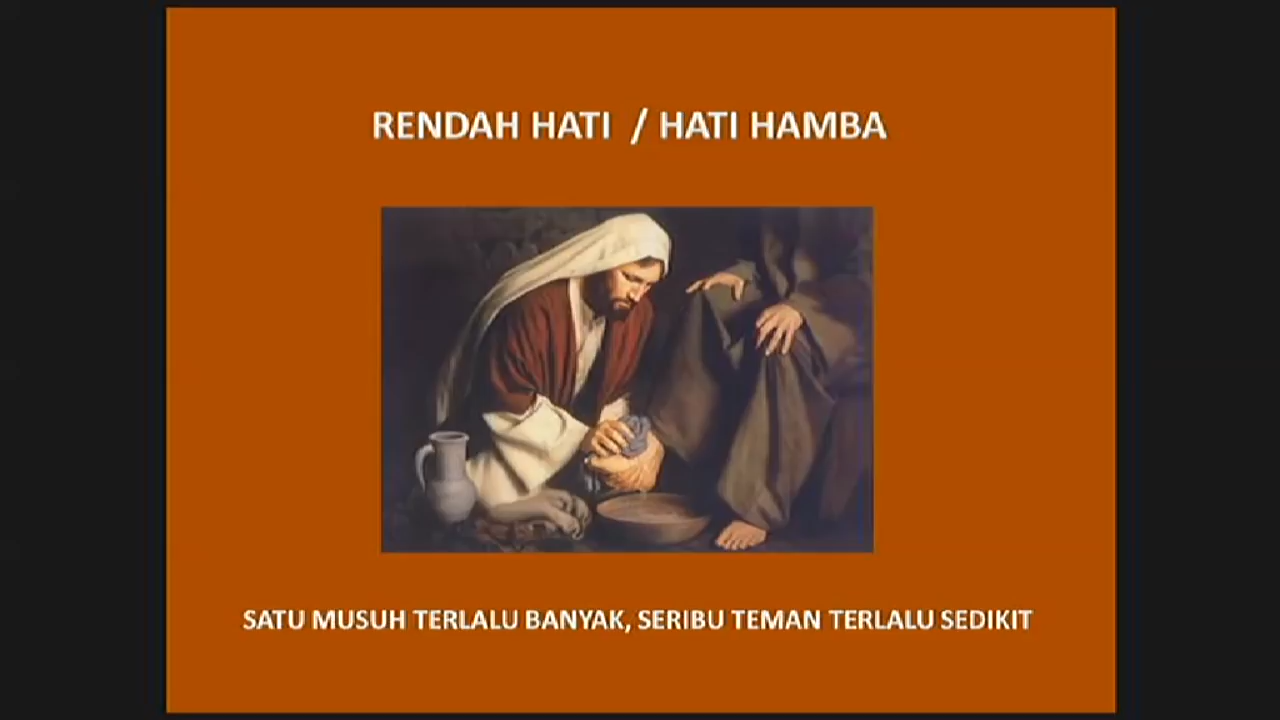 RENDAH HATI / HATI HAMBA
SATU MUSUH TERLALU BANYAK, SERIBU TEMAN TERLALU SEDIKIT